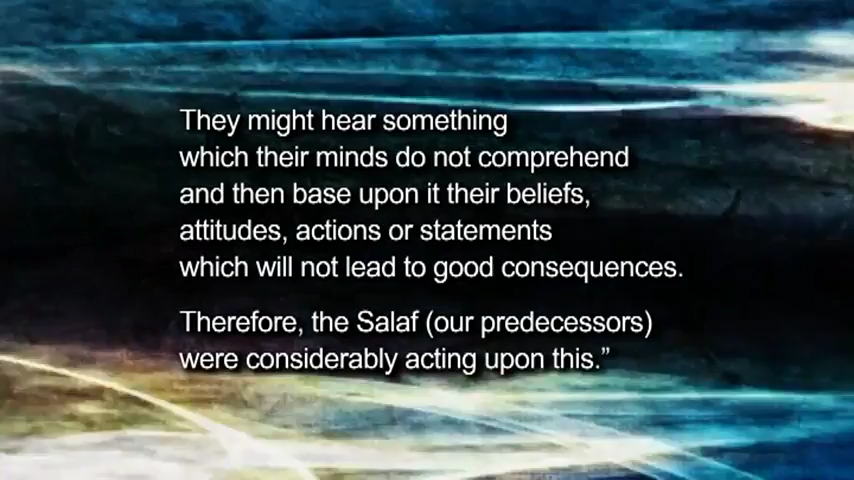 They might hear something
which their minds do not comprehend
and then base upon it their beliefs,
attitudes, actions or statements
which will not lead to good consequences.
Therefore, the Salaf (our predecessors)
were considerably acting upon this.”